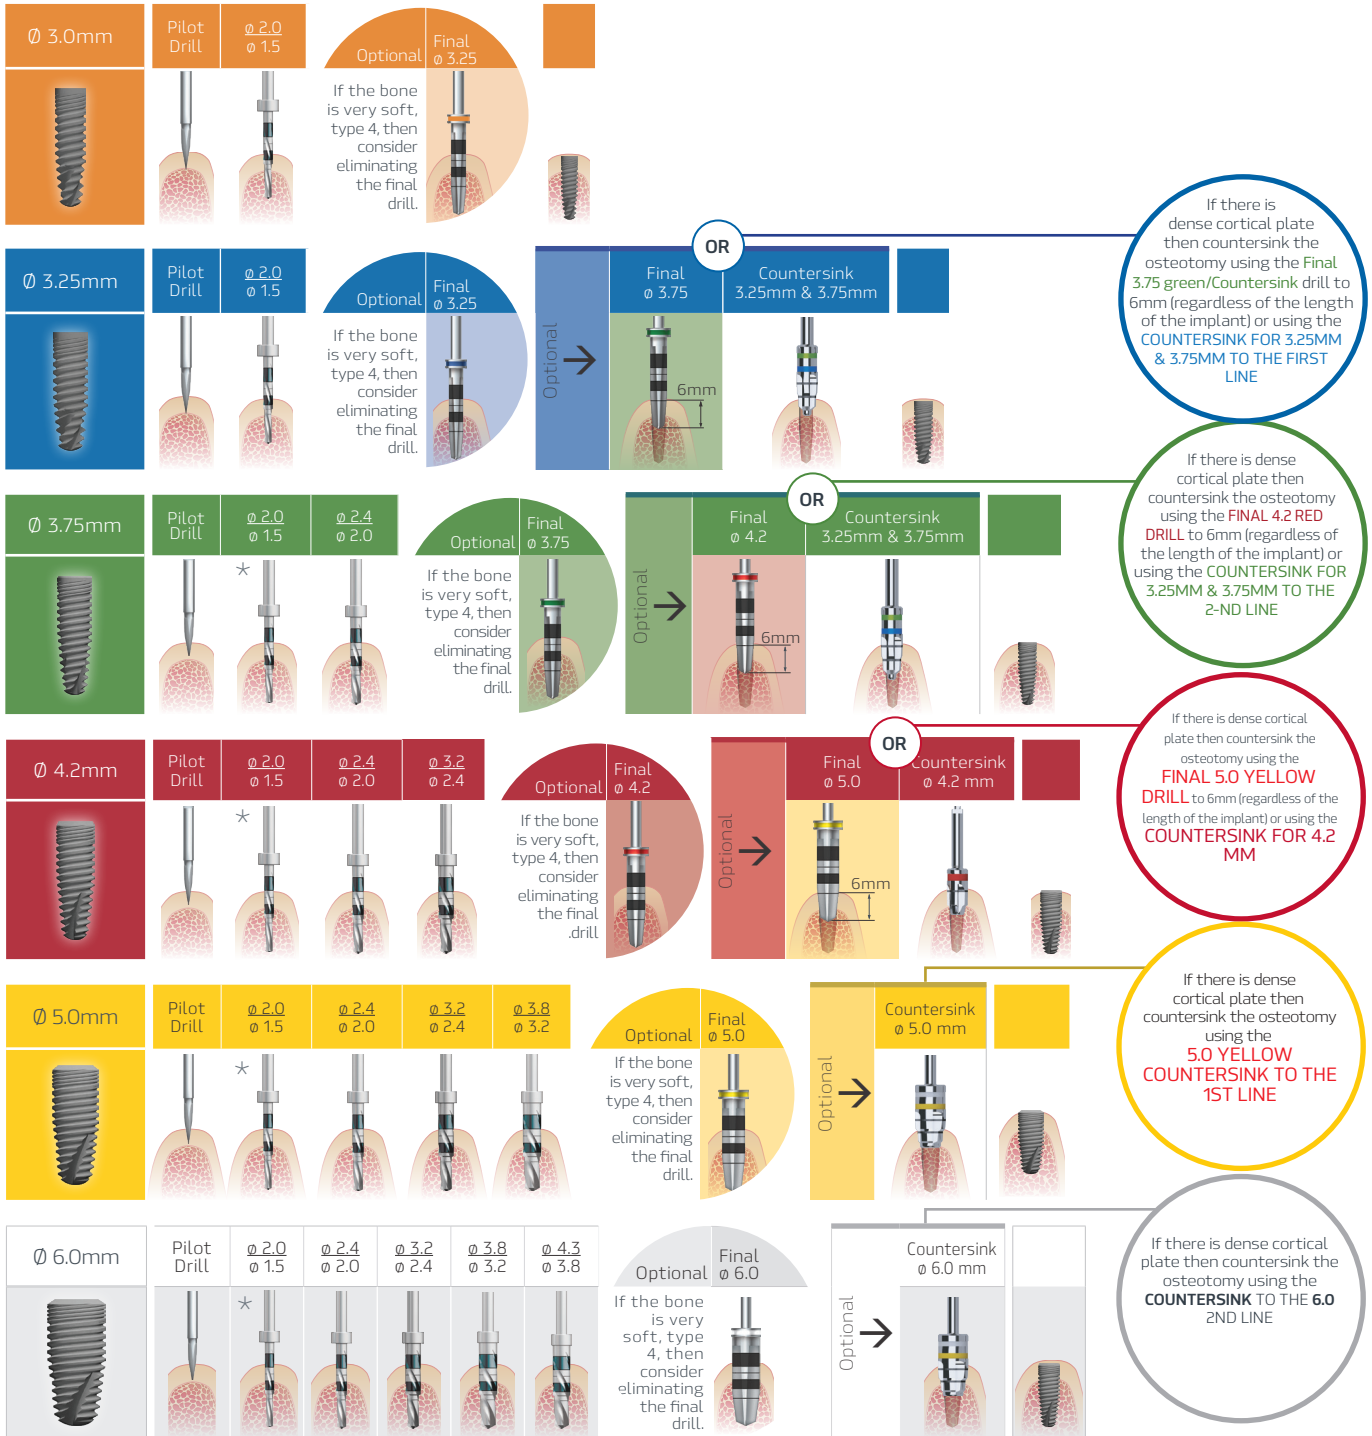 Ø 3.0mm
Pilot
Drill
ø 2.0
ø 1.5
Optional
Final
ø 3.25
If the bone
is very soft,
type 4, then
consider
eliminating
the final
drill.
Ø 3.25mm
Pilot
Drill
ø 2.0
ø 1.5
Optional
Final
ø 3.25
If the bone
is very soft,
type 4, then
consider
eliminating
the final
drill.
Optional
OR
Final
ø 3.75
6mm
Countersink
3.25mm & 3.75mm
If there is
dense cortical plate
then countersink the
osteotomy using the Final
3.75 green/Countersink drill to
6mm (regardless of the length
of the implant) or using the
COUNTERSINK FOR 3.25MM
& 3.75MM TO THE FIRST
LINE
Ø 3.75mm
Pilot
Drill
ø 2.0
ø 1.5
*
ø 2.4
ø 2.0
Optional
Final
ø 3.75
If the bone
is very soft,
type 4, then
consider
eliminating
the final
drill.
Optional
OR
Final
ø 4.2
6mm
Countersink
3.25mm & 3.75mm
If there is dense
cortical plate then
countersink the osteotomy
using the FINAL 4.2 RED
DRILL to 6mm (regardless of
the length of the implant) or
using the COUNTERSINK FOR
3.25MM & 3.75MM TO THE
2-ND LINE
Ø 4.2mm
Pilot
Drill
ø 2.0
ø 1.5
*
ø 2.4
ø 2.0
ø 3.2
ø 2.4
Optional
Final
ø 4.2
If the bone
is very soft,
type 4, then
consider
eliminating
the final
.drill
Optional
OR
Final
ø 5.0
6mm
Countersink
ø 4.2 mm
If there is dense cortical
plate then countersink the
osteotomy using the
FINAL 5.0 YELLOW
DRILL to 6mm (regardless of the
length of the implant) or using the
COUNTERSINK FOR 4.2
MM
Ø 5.0mm
Pilot
Drill
ø 2.0
ø 1.5
*
ø 2.4
ø 2.0
ø 3.2
ø 2.4
ø 3.8
ø 3.2
Optional
Final
ø 5.0
If the bone
is very soft,
type 4, then
consider
eliminating
the final
drill.
Optional
Countersink
ø 5.0 mm
If there is dense
cortical plate then
countersink the osteotomy
using the
5.0 YELLOW
COUNTERSINK TO THE
1ST LINE
Ø 6.0mm
Pilot
Drill
ø 2.0
ø 1.5
*
ø 2.4
ø 2.0
ø 3.2
ø 2.4
ø 3.8
ø 3.2
ø 4.3
ø 3.8
Optional
Final
ø 6.0
If the bone
is very
soft, type
4, then
consider
eliminating
the final
drill.
Optional
Countersink
ø 6.0 mm
If there is dense cortical
plate then countersink the
osteotomy using the
COUNTERSINK TO THE 6.0
2ND LINE